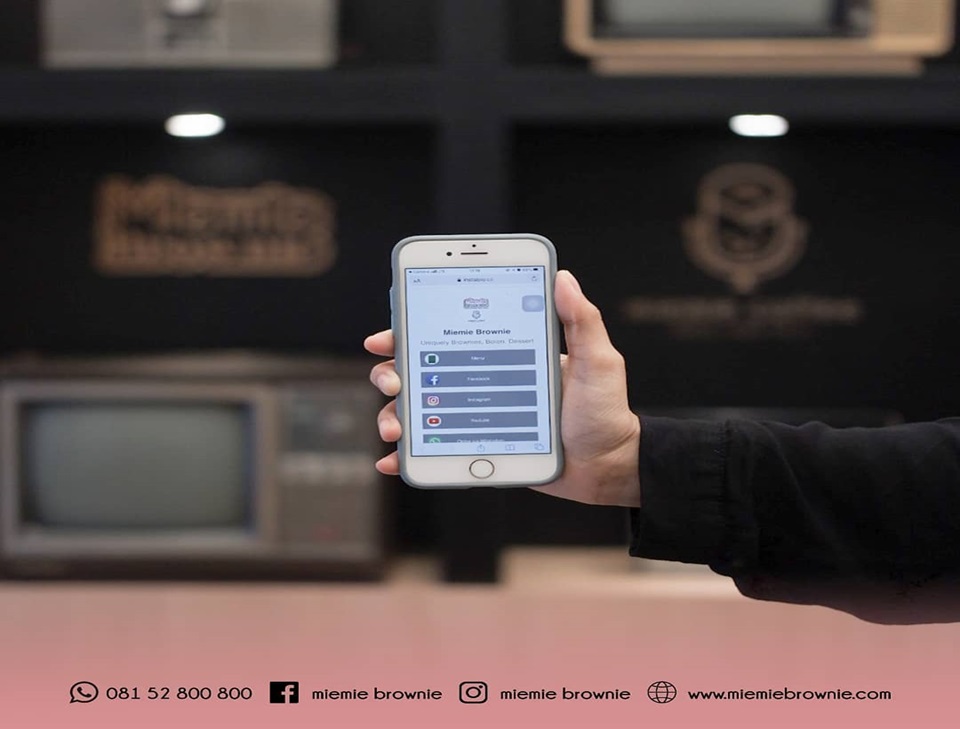 Miemie
Miemie Brownie
Uniquely Brownies, Bolen, Dessert
Menu
Facebook
Instagram
Youtube
081 52 800 800 miemie brownie miemie brownie www.miemiebrownie.com